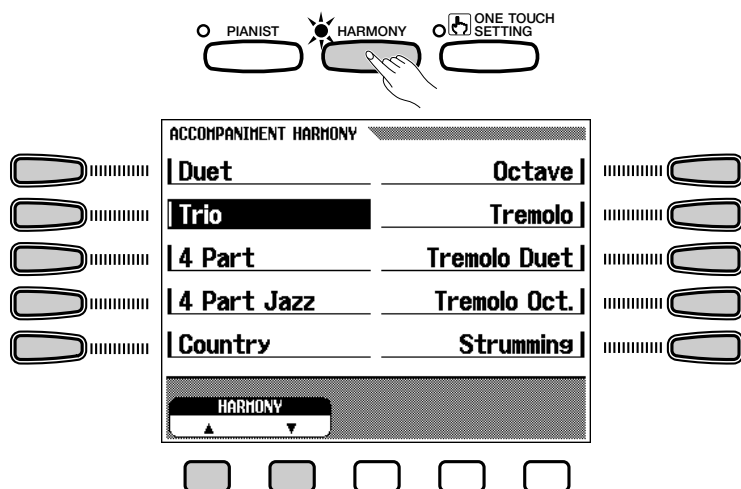 PIANIST
HARMONY
ONE TOUCH
SETTING
ACCOMPANIMENT HARMONY
Duet
Octave
Trio
Tremolo
4 Part
Tremolo Duet
4 Part Jazz
Tremolo Oct.
Country
Strumming
HARMONY
▲ ▼